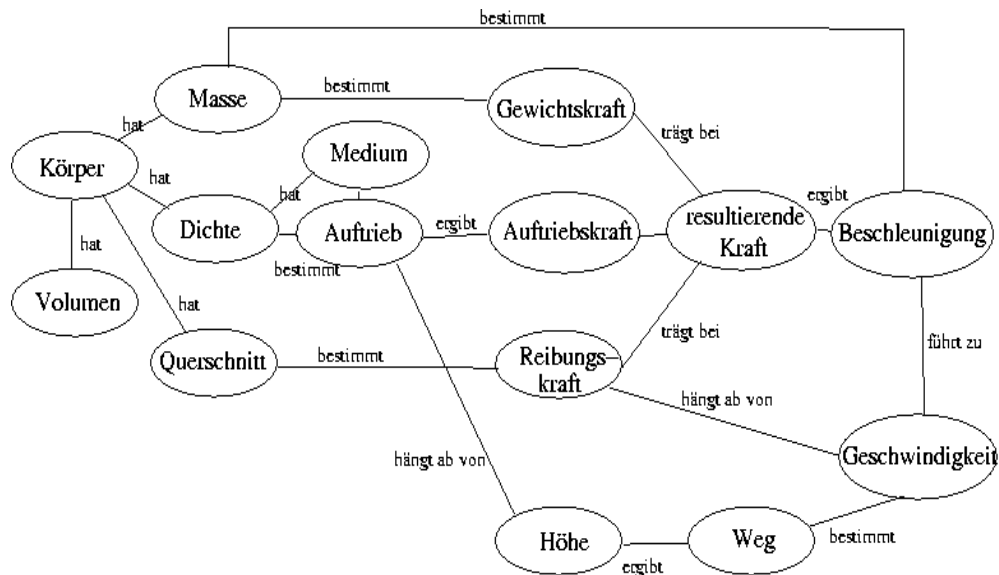 bestimmt
Masse
bestimmt
Gewichtskraft
hat
trägt bei
Körper
Medium
hat
hat
Dichte
Auftrieb
ergibt
Auftriebskraft
resultierende
Kraft
ergibt
Beschleunigung
bestimmt
hat
Volumen
hat
Querschnitt
bestimmt
Reibungs-
kraft
trägt bei
führt zu
hängt ab von
Geschwindigkeit
hängt ab von
Höhe
ergibt
Weg
bestimmt